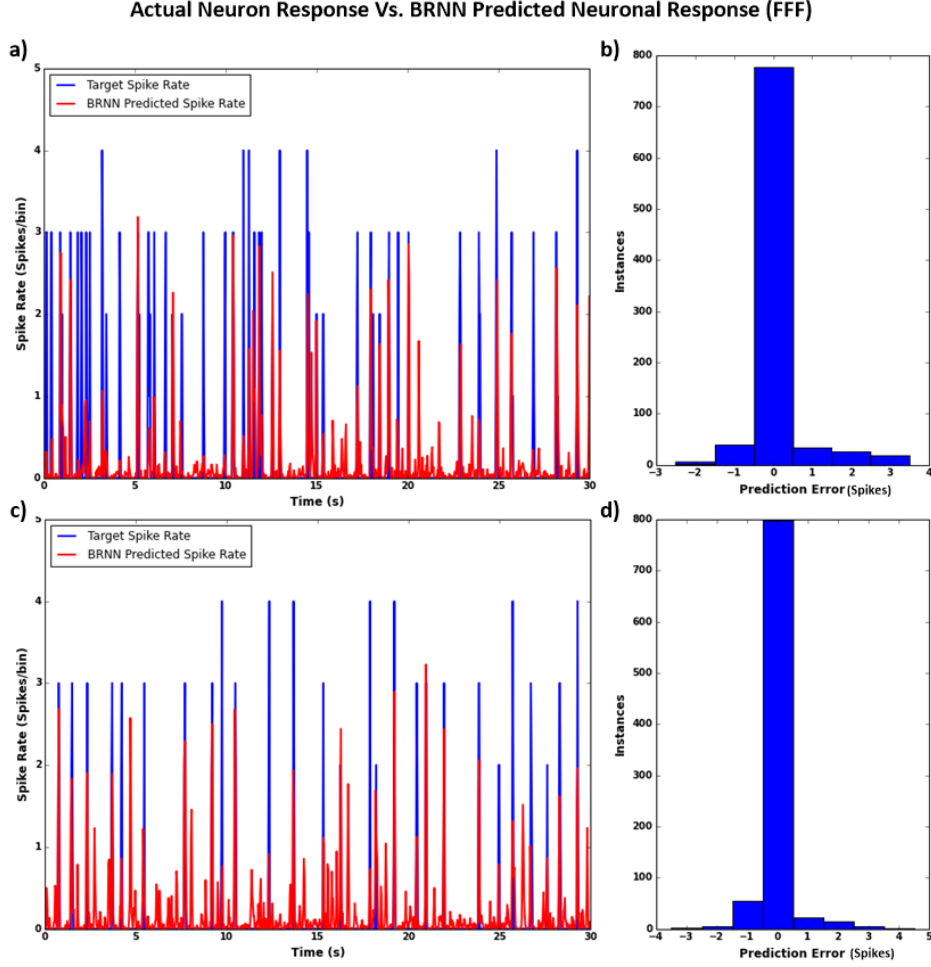 Actual Neuron Response Vs. BRNN Predicted Neuronal Response (FFF)
a)
5
4
3
2
1
0
Spike Rate (Spikes/bin)
Target Spike Rate
BRNN Predicted Spike Rate
0 5 10 15 20 25 30
Time (s)
b)
800
700
600
500
400
300
200
100
0
Instances
−3 −2 −1 0 1 2 3 4
Prediction Error (Spikes)
c)
5
4
3
2
1
0
Spike Rate (Spikes/bin)
Target Spike Rate
BRNN Predicted Spike Rate
0 5 10 15 20 25 30
Time (s)
d)
800
700
600
500
400
300
200
100
0
Instances
−4 −3 −2 −1 0 1 2 3 4 5
Prediction Error (Spikes)